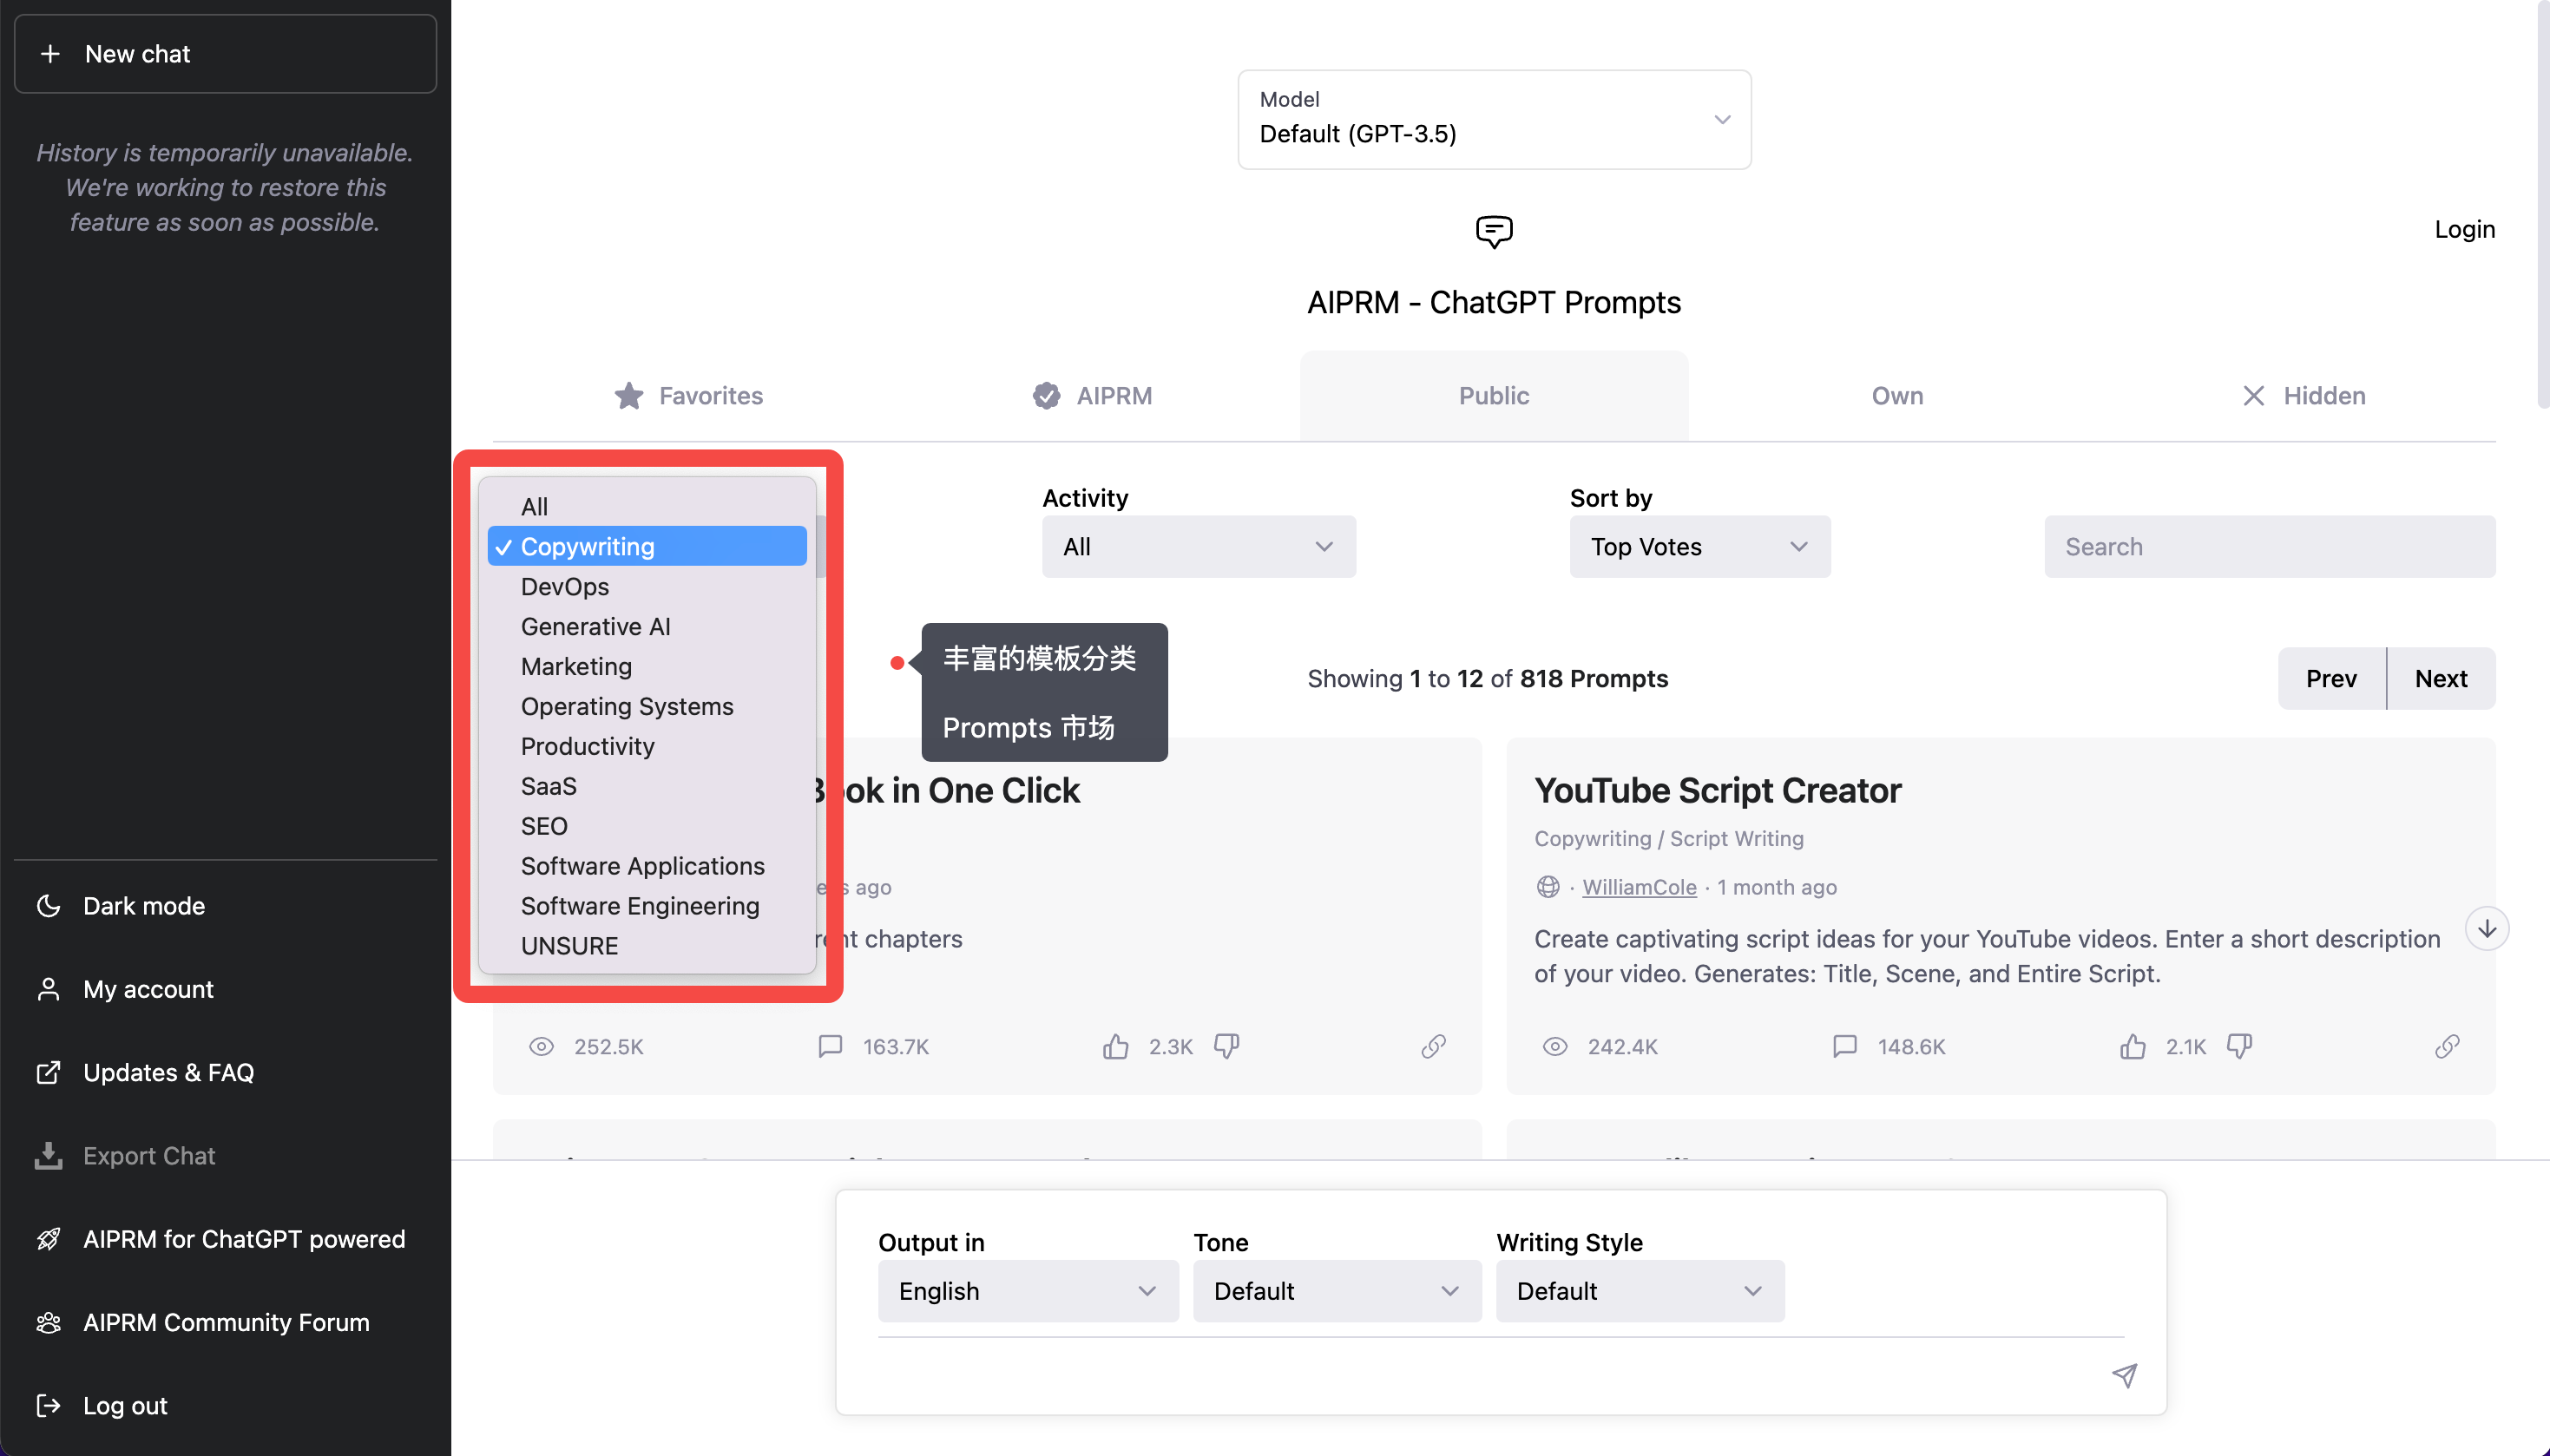 New chat
History is temporarily unavailable.
We're working to restore this
feature as soon as possible.
Dark mode
My account
Updates & FAQ
Export Chat
AIPRM for ChatGPT powered
AIPRM Community Forum
Log out
Model
Default (GPT-3.5)
Login
AIPRM - ChatGPT Prompts
Favorites
AIPRM
Public
Own
Hidden
All
Copywriting
DevOps
Generative AI
Marketing
Operating Systems
Productivity
SaaS
SEO
Software Applications
Software Engineering
UNSURE
Activity
All
Sort by
Top Votes
Search
丰富的模板分类
Prompts 市场
Showing 1 to 12 of 818 Prompts
Prev
Next
Book in One Click
ago
chapters
252.5K
163.7K
2.3K
YouTube Script Creator
Copywriting / Script Writing
· WilliamCole · 1 month ago
Create captivating script ideas for your YouTube videos. Enter a short description
of your video. Generates: Title, Scene, and Entire Script.
242.4K
148.6K
2.1K
Output in
English
Tone
Default
Writing Style
Default